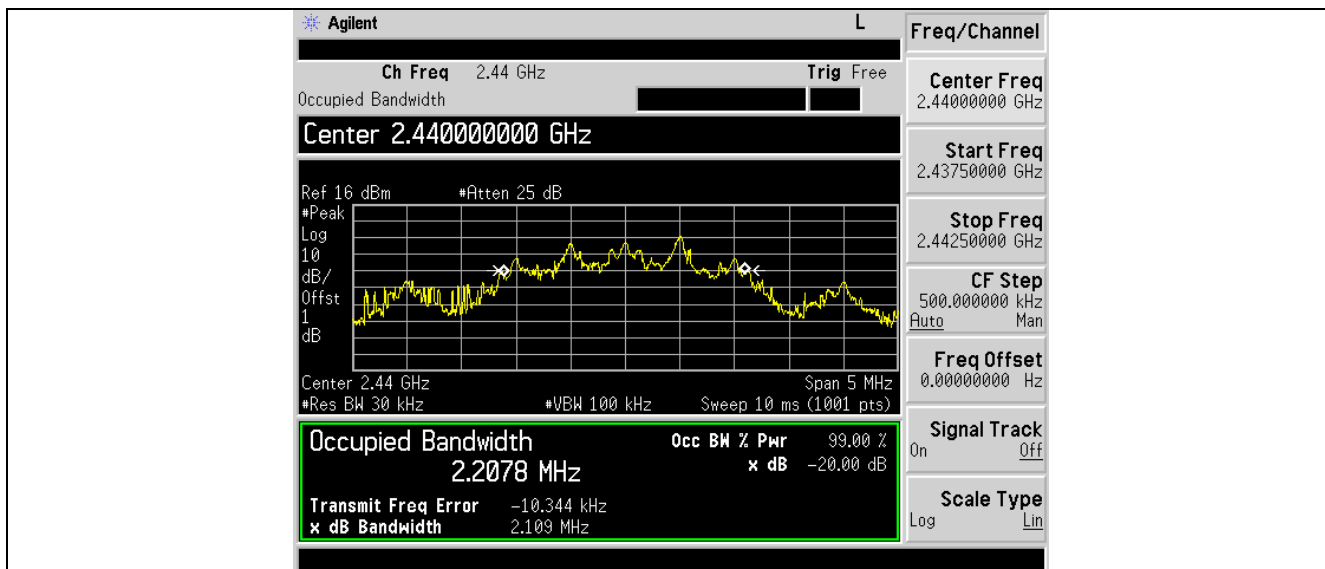 Agilent L
Ch Freq 2.44 GHz Trig Free
Occupied Bandwidth
Center 2.440000000 GHz
Ref 16 dBm #Atten 25 dB
#Peak
Log
10
dB/
Offst
1
dB
Center 2.44 GHz Span 5 MHz
#Res BW 30 kHz #VBW 100 kHz Sweep 10 ms (1001 pts)
Occupied Bandwidth
2.2078 MHz
Occ BW % Pwr 99.00 %
x dB -20.00 dB
Transmit Freq Error -10.344 kHz
x dB Bandwidth 2.109 MHz
Freq/Channel
Center Freq
2.44000000 GHz
Start Freq
2.43750000 GHz
Stop Freq
2.44250000 GHz
CF Step
500.000000 kHz
Auto Man
Freq Offset
0.00000000 Hz
Signal Track
On Off
Scale Type
Log Lin